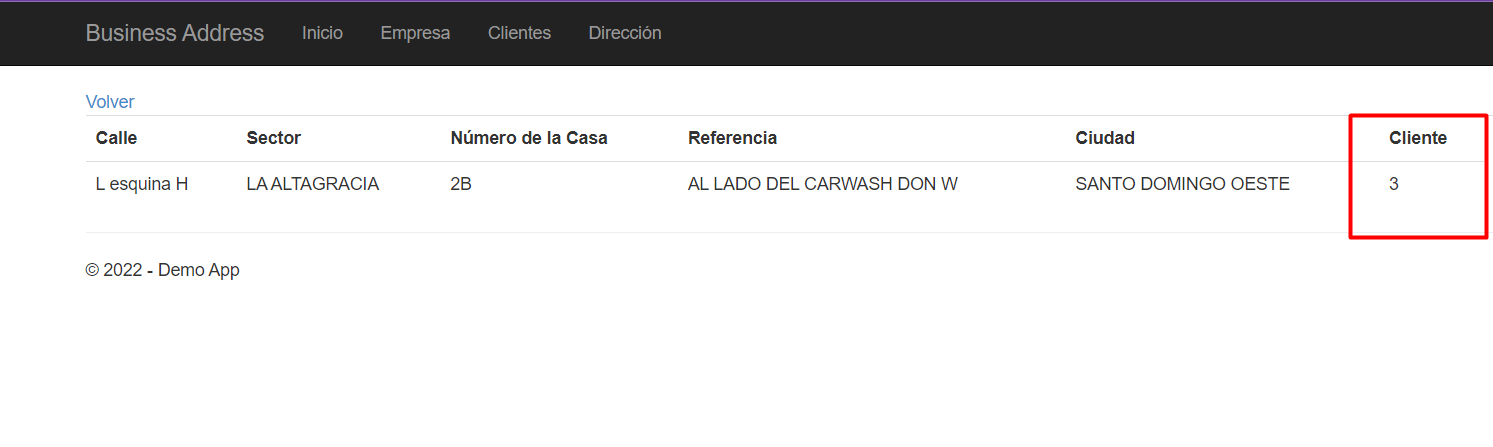 Business Address Inicio Empresa Clientes Dirección
Volver
Calle Sector Número de la Casa Referencia Ciudad Cliente
L esquina H LA ALTAGRACIA 2B AL LADO DEL CARWASH DON W SANTO DOMINGO OESTE 3
© 2022 - Demo App